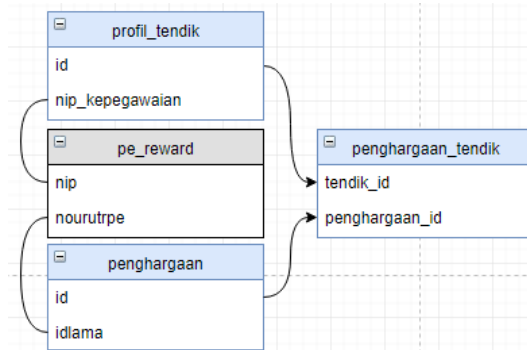 profil_tendik
id
nip_kepegawaian
pe_reward
nip
nourutrpe
penghargaan
id
idlama
penghargaan_tendik
tendik_id
penghargaan_id